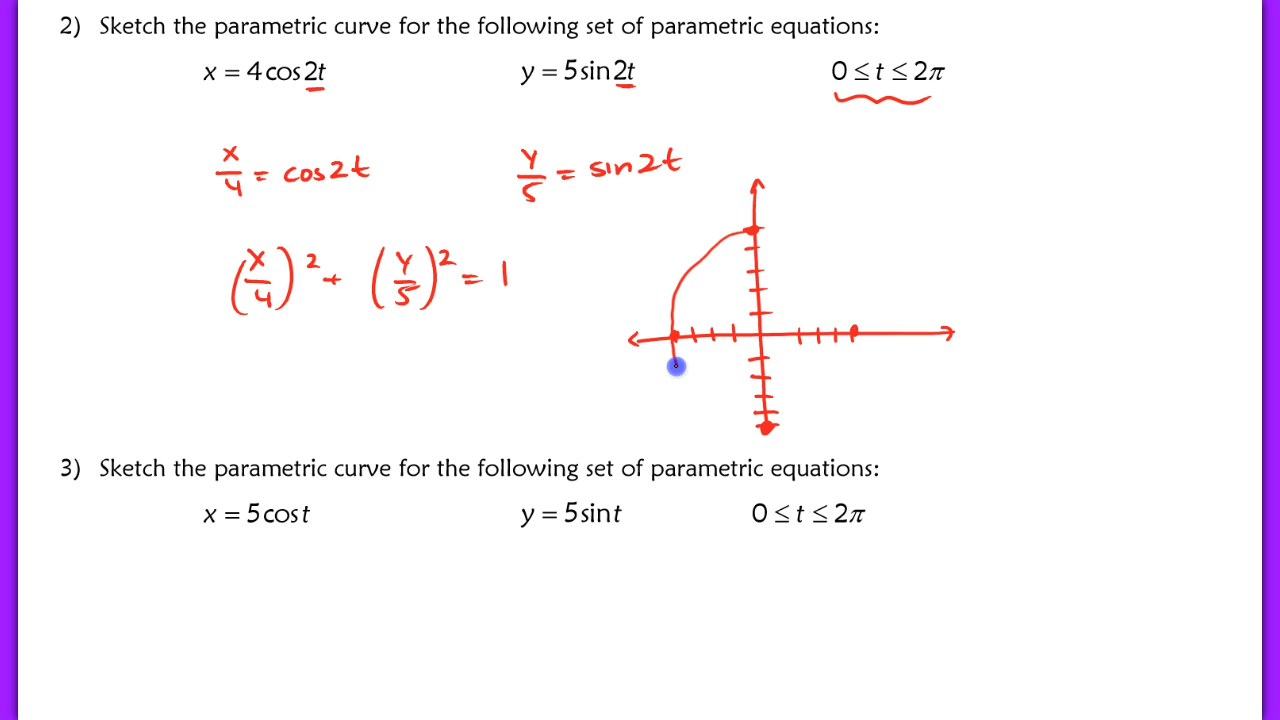 2) Sketch the parametric curve for the following set of parametric equations:
x = 4cos2t y = 5sin2t 0 ≤ t ≤ 2π
x/4 = cos2t y/5 = sin2t
(x/4)² + (y/5)² = 1
3) Sketch the parametric curve for the following set of parametric equations:
x = 5cost y = 5sint 0 ≤ t ≤ 2π